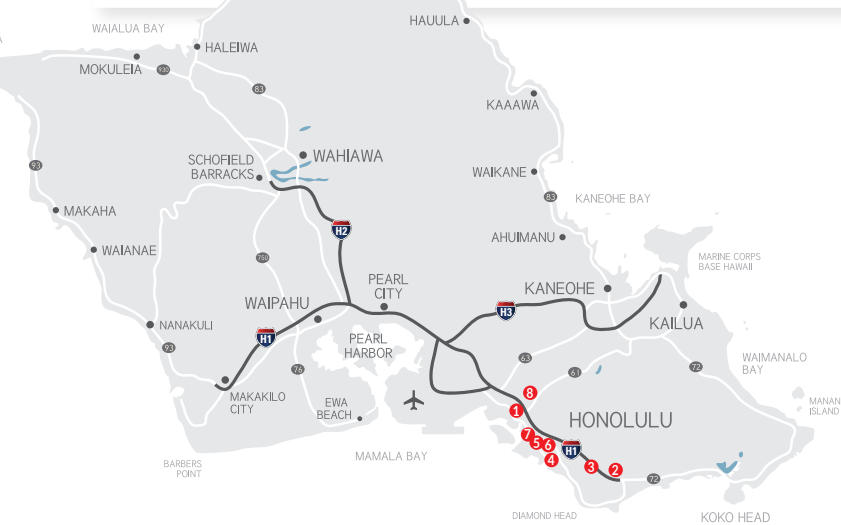 HAUULA
WAIALUA BAY
HALEIWA
MOKULEIA
930
83
KAAAWA
SCHOFIELD
BARRACKS
WAHIAWA
93
WAIKANE
83
KANEOHE BAY
MAKAHA
H2
AHUIMANU
WAIANAE
750
MARINE CORPS
BASE HAWAII
PEARL
CITY
KANEOHE
WAIPAHU
H3
KAILUA
NANAKULI
H1
PEARL
HARBOR
93
63
WAIMANALO
BAY
76
61
72
MAKAKILO
CITY
8
EWA
BEACH
1
HONOLULU
MANAN
ISLAND
7
5
6
H1
MAMALA BAY
4
3
2
BARBERS
POINT
72
DIAMOND HEAD
KOKO HEAD